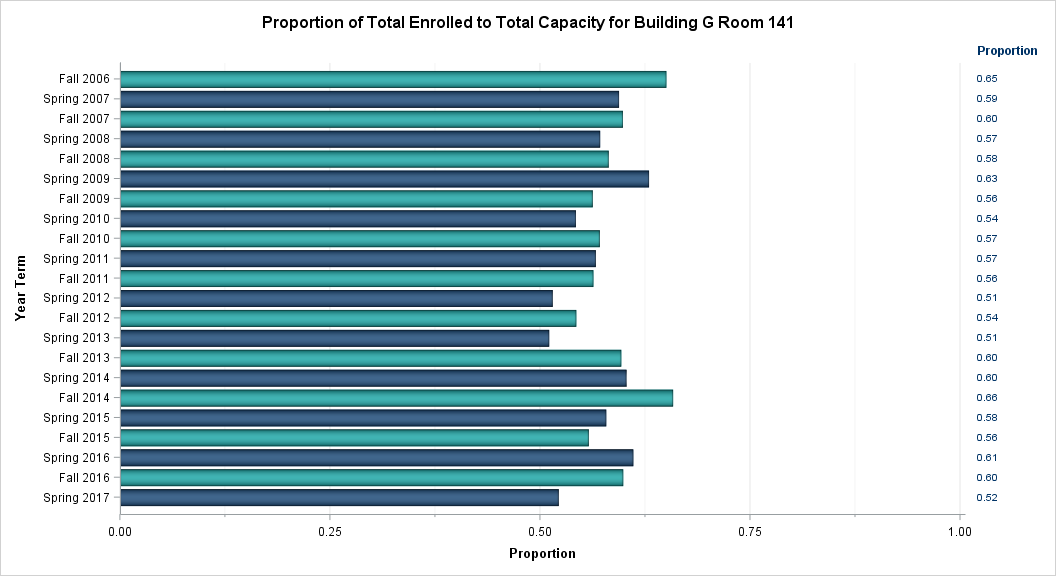 Proportion of Total Enrolled to Total Capacity for Building G Room 141
Proportion
Fall 2006 0.65
Spring 2007 0.59
Fall 2007 0.60
Spring 2008 0.57
Fall 2008 0.58
Spring 2009 0.63
Fall 2009 0.56
Spring 2010 0.54
Fall 2010 0.57
Spring 2011 0.57
Fall 2011 0.56
Spring 2012 0.51
Fall 2012 0.54
Spring 2013 0.51
Fall 2013 0.60
Spring 2014 0.60
Fall 2014 0.66
Spring 2015 0.58
Fall 2015 0.56
Spring 2016 0.61
Fall 2016 0.60
Spring 2017 0.52
Year Term
0.00 0.25 0.50 0.75 1.00
Proportion